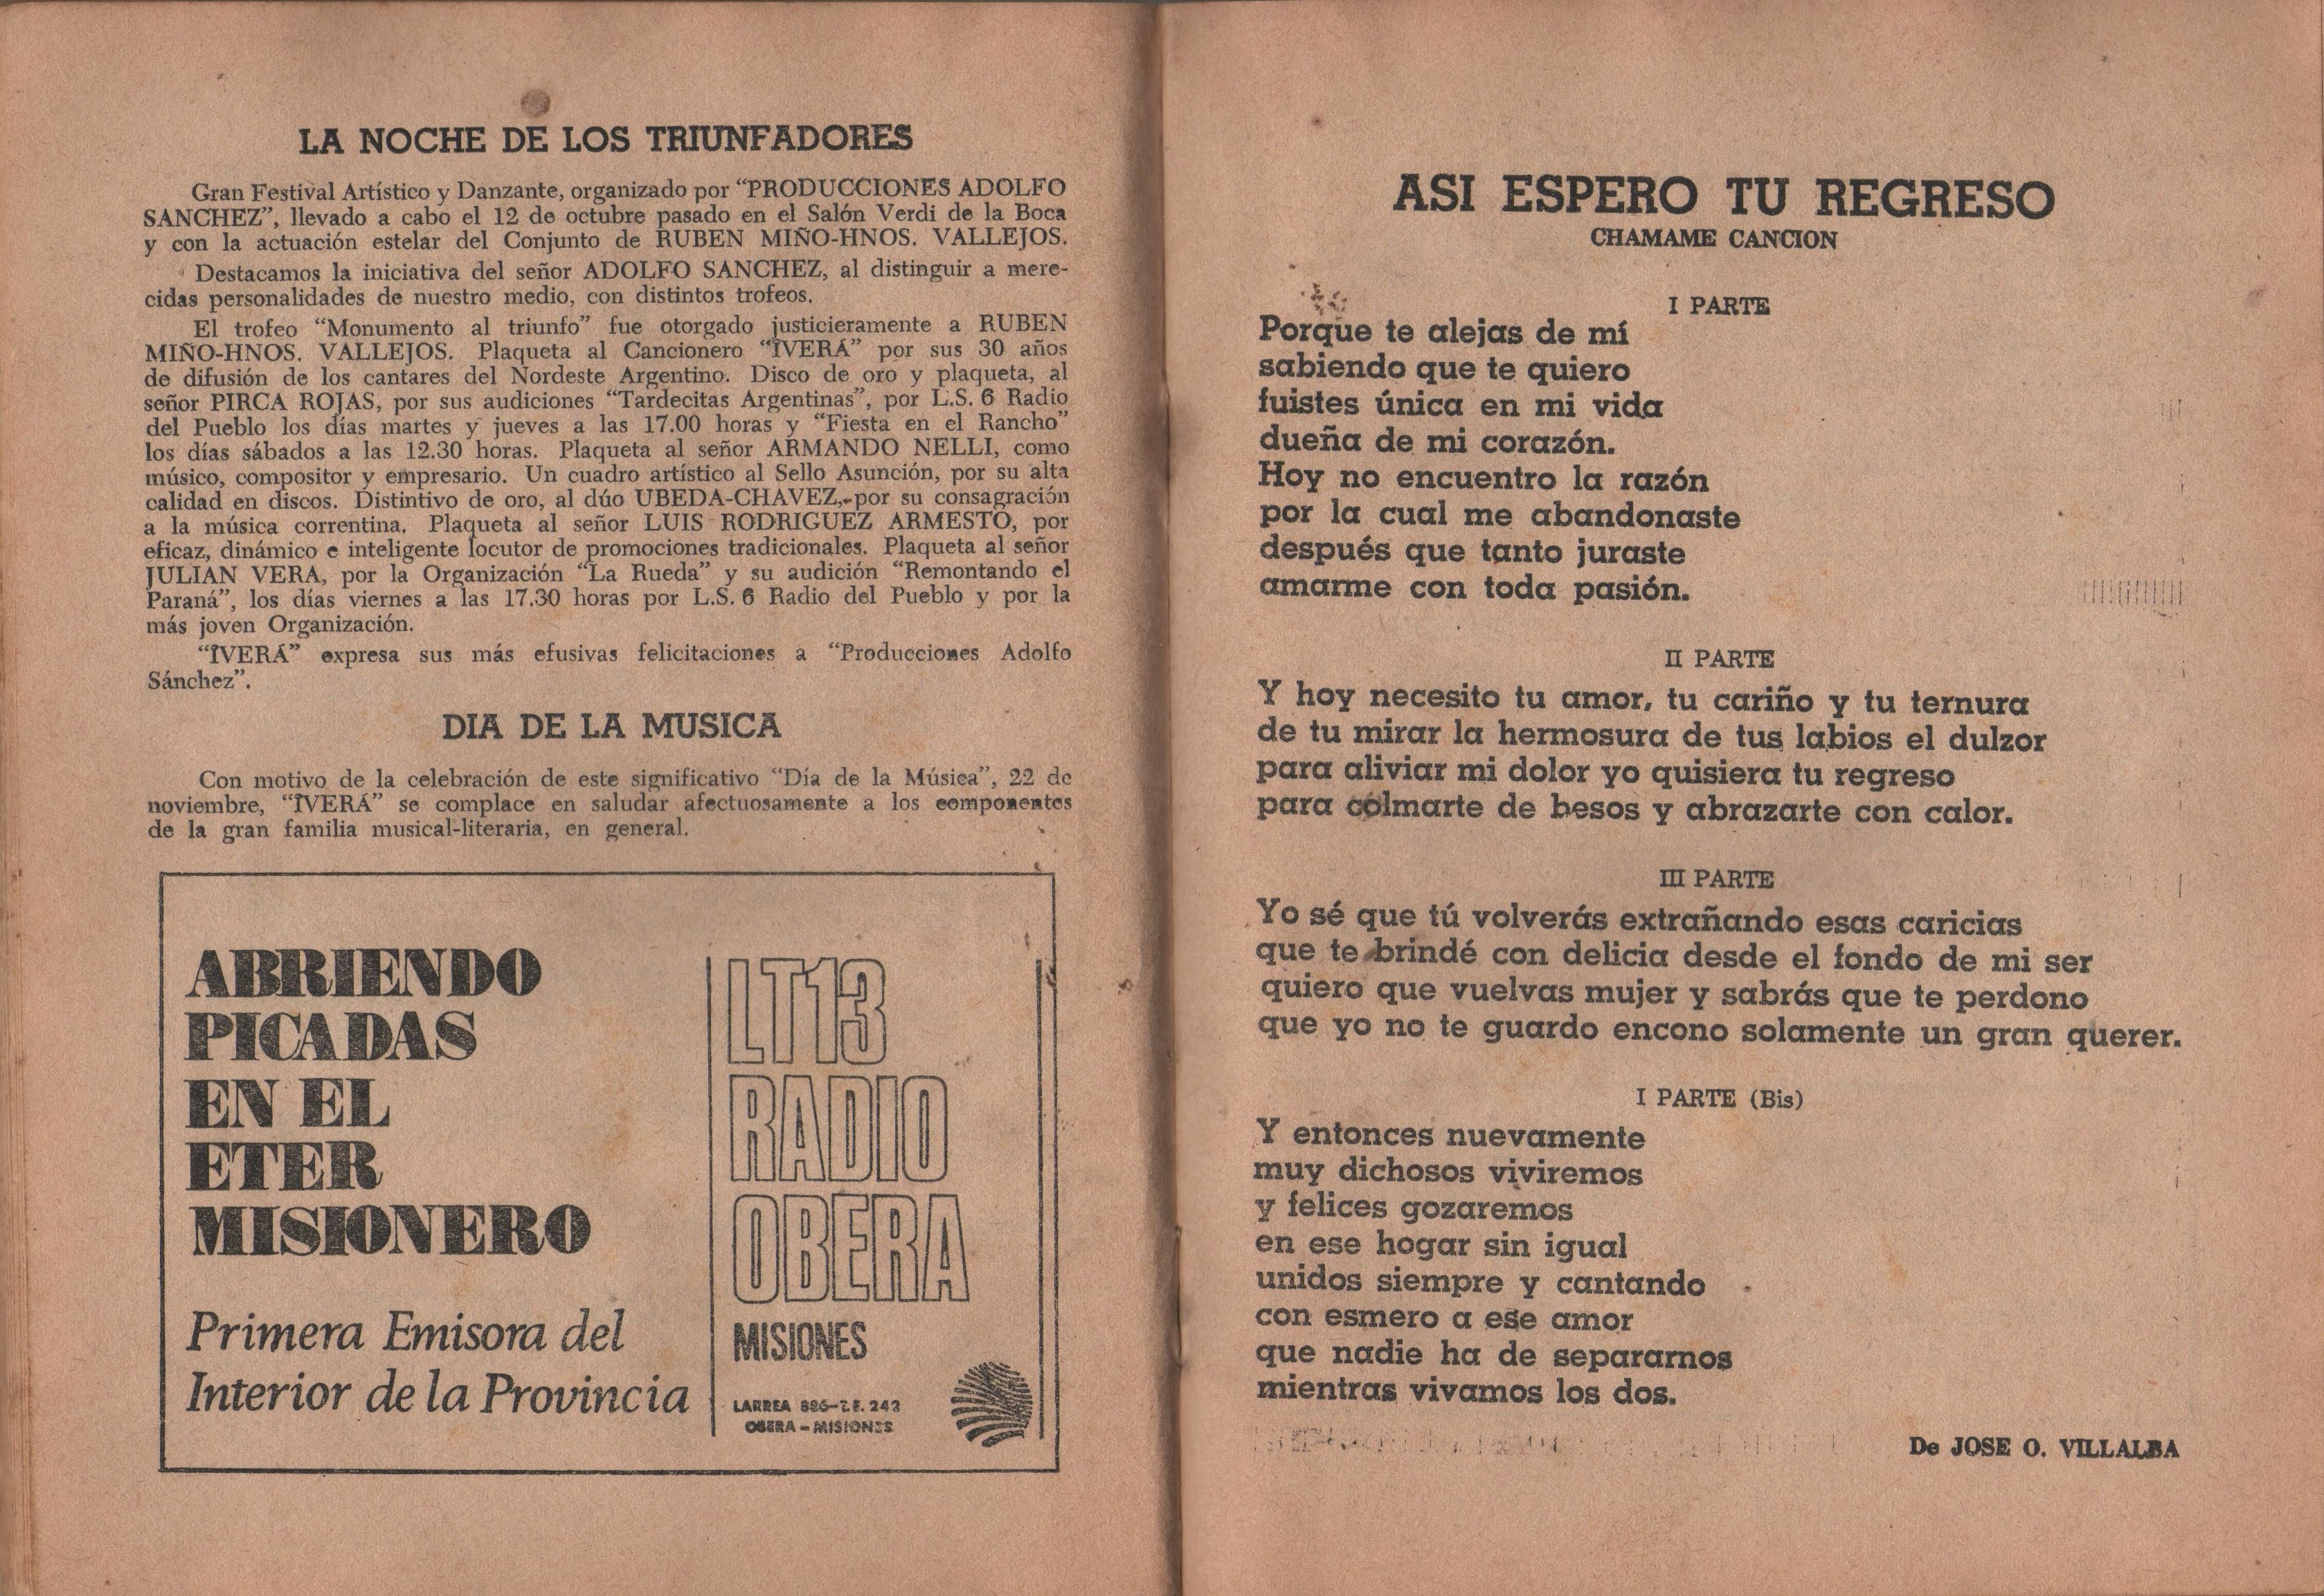 LA NOCHE DE LOS TRIUNFADORES
Gran Festival Artístico y Danzante, organizado por "PRODUCCIONES ADOLFO
SANCHEZ", llevado a cabo el 12 de octubre pasado en el Salón Verdi de la Boca
y con la actuación estelar del Conjunto de RUBEN MIÑO-HNOS. VALLEJOS.
Destacamos la iniciativa del señor ADOLFO SANCHEZ, al distinguir a mere-
cidas personalidades de nuestro medio, con distintos trofeos.
El trofeo "Monumento al triunfo" fue otorgado justicieramente a RUBEN
MIÑO-HNOS. VALLEJOS. Plaqueta al Cancionero "IVERÁ" por sus 30 años
de difusión de los cantares del Nordeste Argentino. Disco de oro y plaqueta, al
señor PIRCA ROJAS, por sus audiciones "Tardecitas Argentinas", por L.S. 6 Radio
del Pueblo los días martes y jueves a las 17.00 horas y "Fiesta en el Rancho"
los días sábados a las 12.30 horas. Plaqueta al señor ARMANDO NELLI, como
músico, compositor y empresario. Un cuadro artístico al Sello Asunción, por su alta
calidad en discos. Distintivo de oro, al dúo UBEDA-CHAVEZ, por su consagración
a la música correntina. Plaqueta al señor LUIS RODRIGUEZ ARMESTO, por
eficaz, dinámico e inteligente locutor de promociones tradicionales. Plaqueta al señor
JULIAN VERA, por la Organización "La Rueda" y su audición "Remontando el
Paraná", los días viernes a las 17.30 horas por L.S. 6 Radio del Pueblo y por la
más joven Organización.
"ÎVERÁ" expresa sus más efusivas felicitaciones a "Producciones Adolfo
Sánchez".
DIA DE LA MUSICA
Con motivo de la celebración de este significativo "Día de la Música", 22 de
noviembre, "ÎVERÁ" se complace en saludar afectuosamente a los componentes
de la gran familia musical-literaria, en general.
ABRIENDO
PICADAS
EN EL
ETER
MISIONERO
Primera Emisora del
Interior de la Provincia
LT13
RADIO
OBERA
MISIONES
LARREA 886-T.E. 242
OBERA - MISIONES
ASI ESPERO TU REGRESO
CHAMAME CANCION
I PARTE
Porque te alejas de mí
sabiendo que te quiero
fuistes única en mi vida
dueña de mi corazón.
Hoy no encuentro la razón
por la cual me abandonaste
después que tanto juraste
amarme con toda pasión.
II PARTE
Y hoy necesito tu amor, tu cariño y tu ternura
de tu mirar la hermosura de tus labios el dulzor
para aliviar mi dolor yo quisiera tu regreso
para colmarte de besos y abrazarte con calor.
III PARTE
Yo sé que tú volverás extrañando esas caricias
que te brindé con delicia desde el fondo de mi ser
quiero que vuelvas mujer y sabrás que te perdono
que yo no te guardo encono solamente un gran querer.
I PARTE (Bis)
Y entonces nuevamente
muy dichosos viviremos
y felices gozaremos
en ese hogar sin igual
unidos siempre y cantando
con esmero a ese amor
que nadie ha de separarnos
mientras vivamos los dos.
De JOSE O. VILLALBA